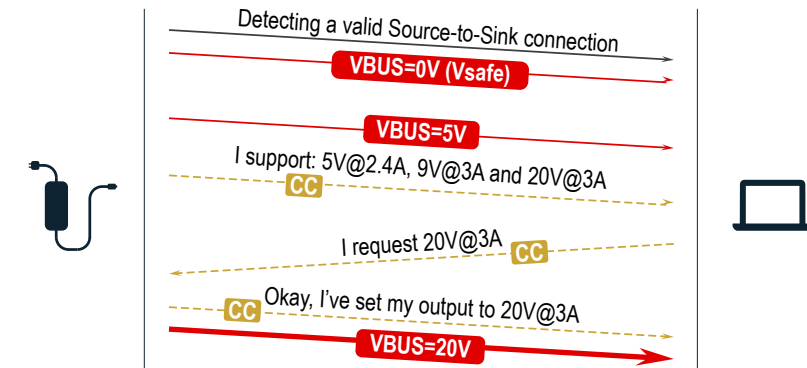 Detecting a valid Source-to-Sink connection
VBUS=0V (Vsafe)
VBUS=5V
I support: 5V@2.4A, 9V@3A and 20V@3A
CC
I request 20V@3A
CC
CC
Okay, I've set my output to 20V@3A
VBUS=20V